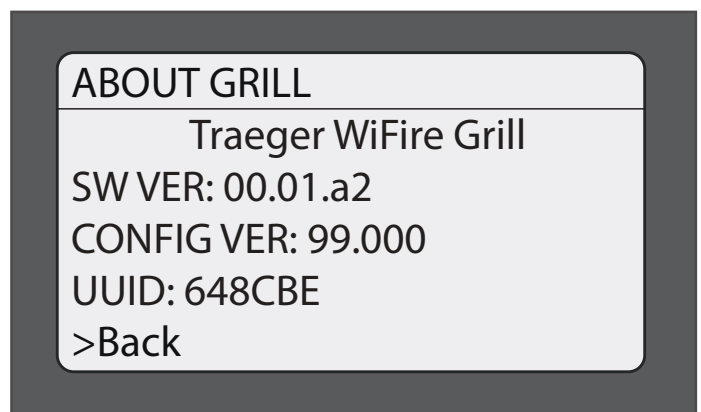 ABOUT GRILL
Traeger WiFire Grill
SW VER: 00.01.a2
CONFIG VER: 99.000
UUID: 648CBE
>Back